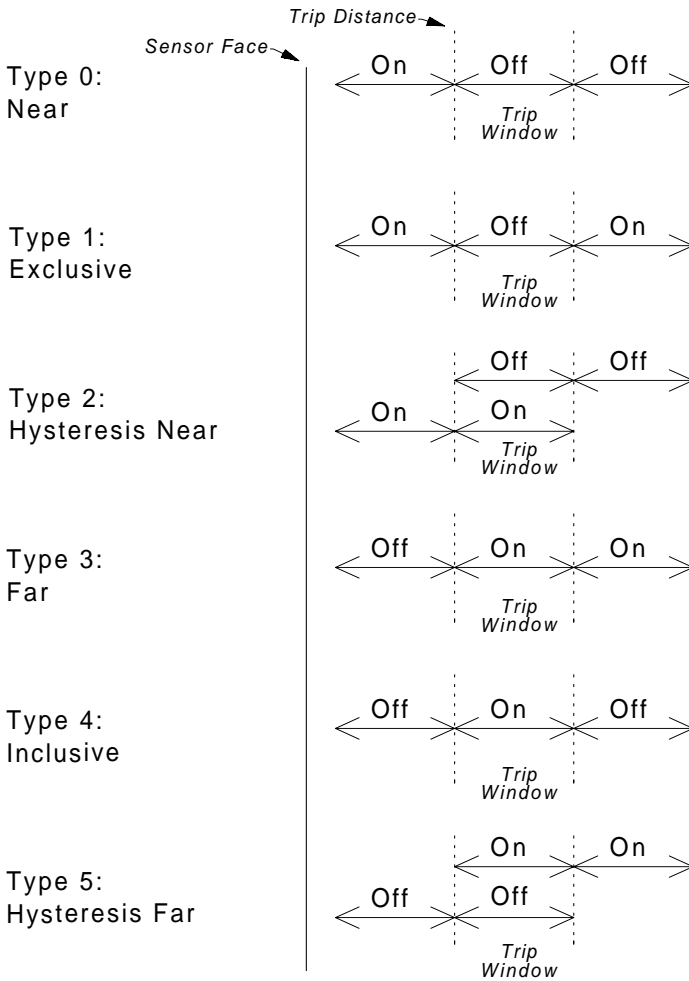 Trip Distance
Sensor Face
Type 0:
Near
On Off Off
Trip
Window
Type 1:
Exclusive
On Off On
Trip
Window
Type 2:
Hysteresis Near
Off Off
On On
Trip
Window
Type 3:
Far
Off On On
Trip
Window
Type 4:
Inclusive
Off On Off
Trip
Window
Type 5:
Hysteresis Far
On On
Off Off
Trip
Window